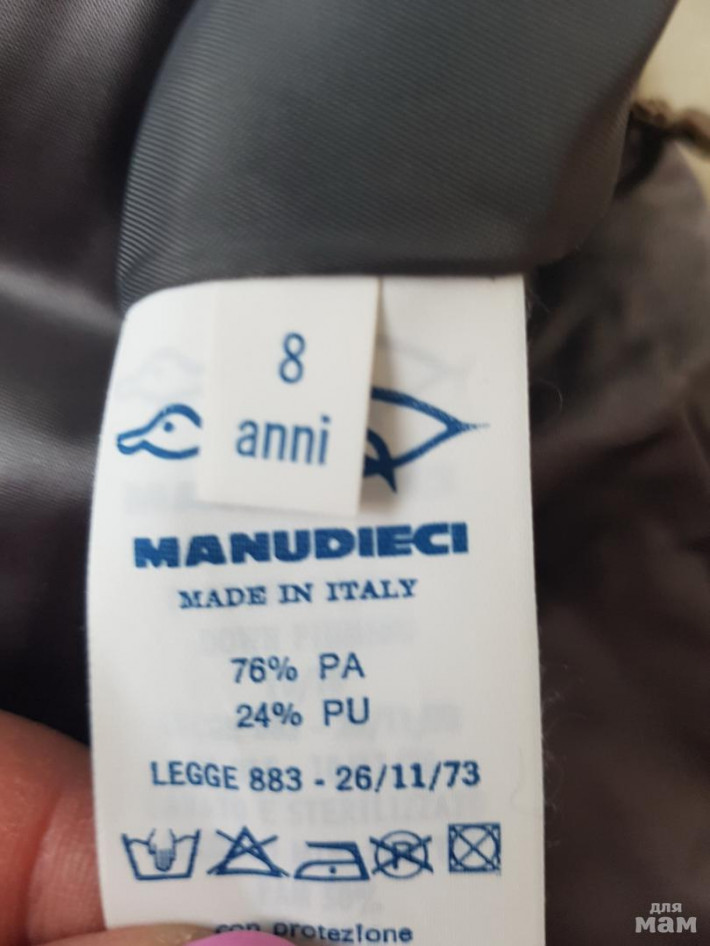 8
anni
MANUDIECI
MADE IN ITALY
76% PA
24% PU
LEGGE 883 - 26/11/73
con protezione
для
мам